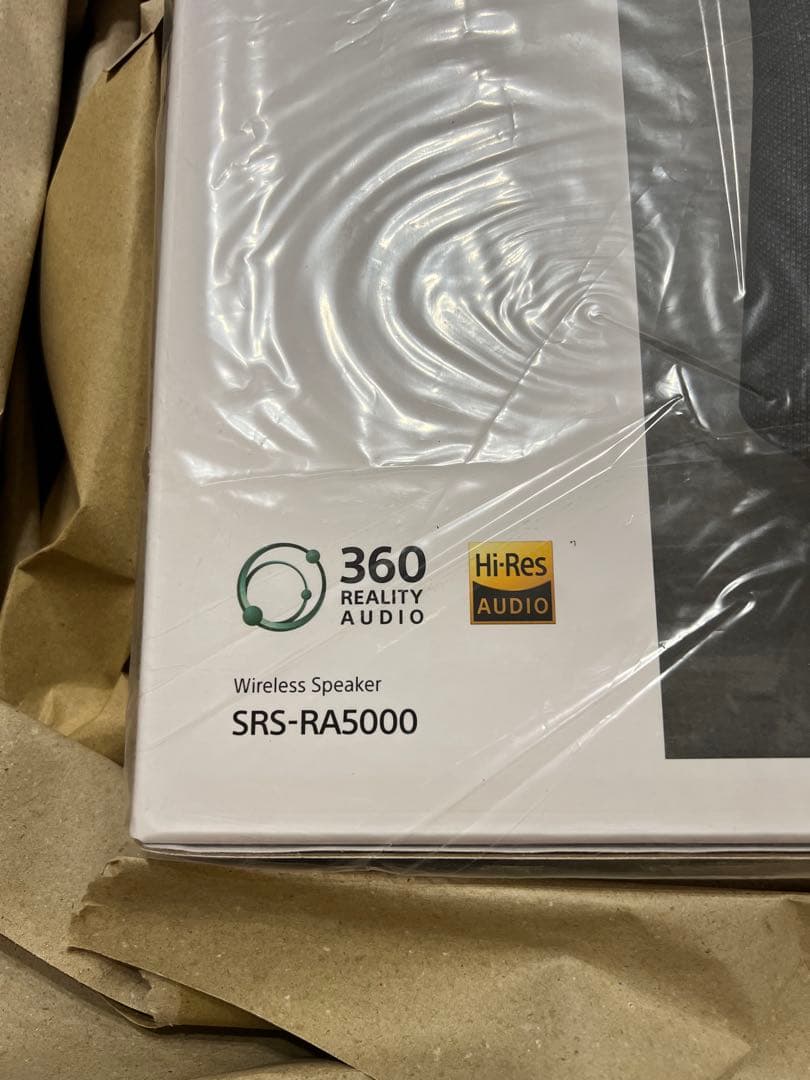 360
REALITY
AUDIO
Hi-Res
AUDIO
Wireless Speaker
SRS-RA5000